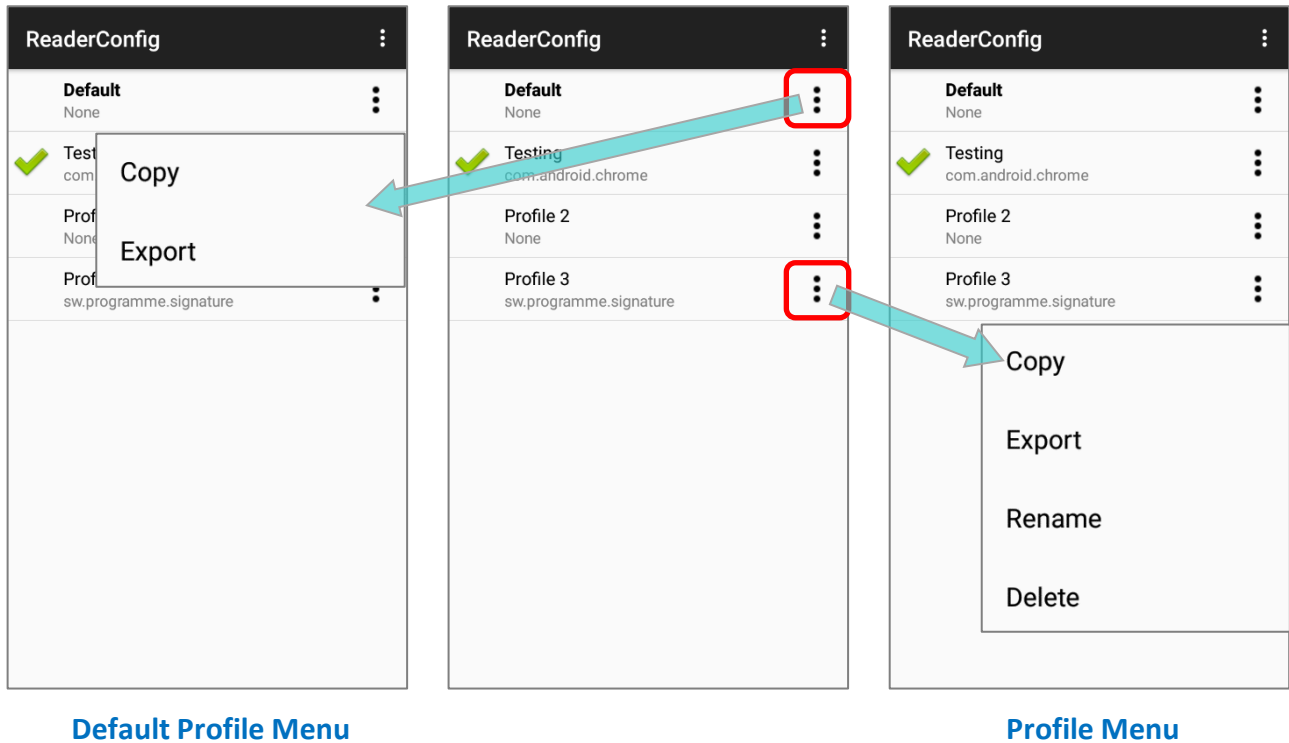 ReaderConfig
Default
None
Test
com
Prof
None
Prof
sw.programme.signature
Copy
Export
ReaderConfig
Default
None
Testing
com.android.chrome
Profile 2
None
Profile 3
sw.programme.signature
ReaderConfig
Default
None
Testing
com.android.chrome
Profile 2
None
Profile 3
sw.programme.signature
Copy
Export
Rename
Delete
Default Profile Menu
Profile Menu